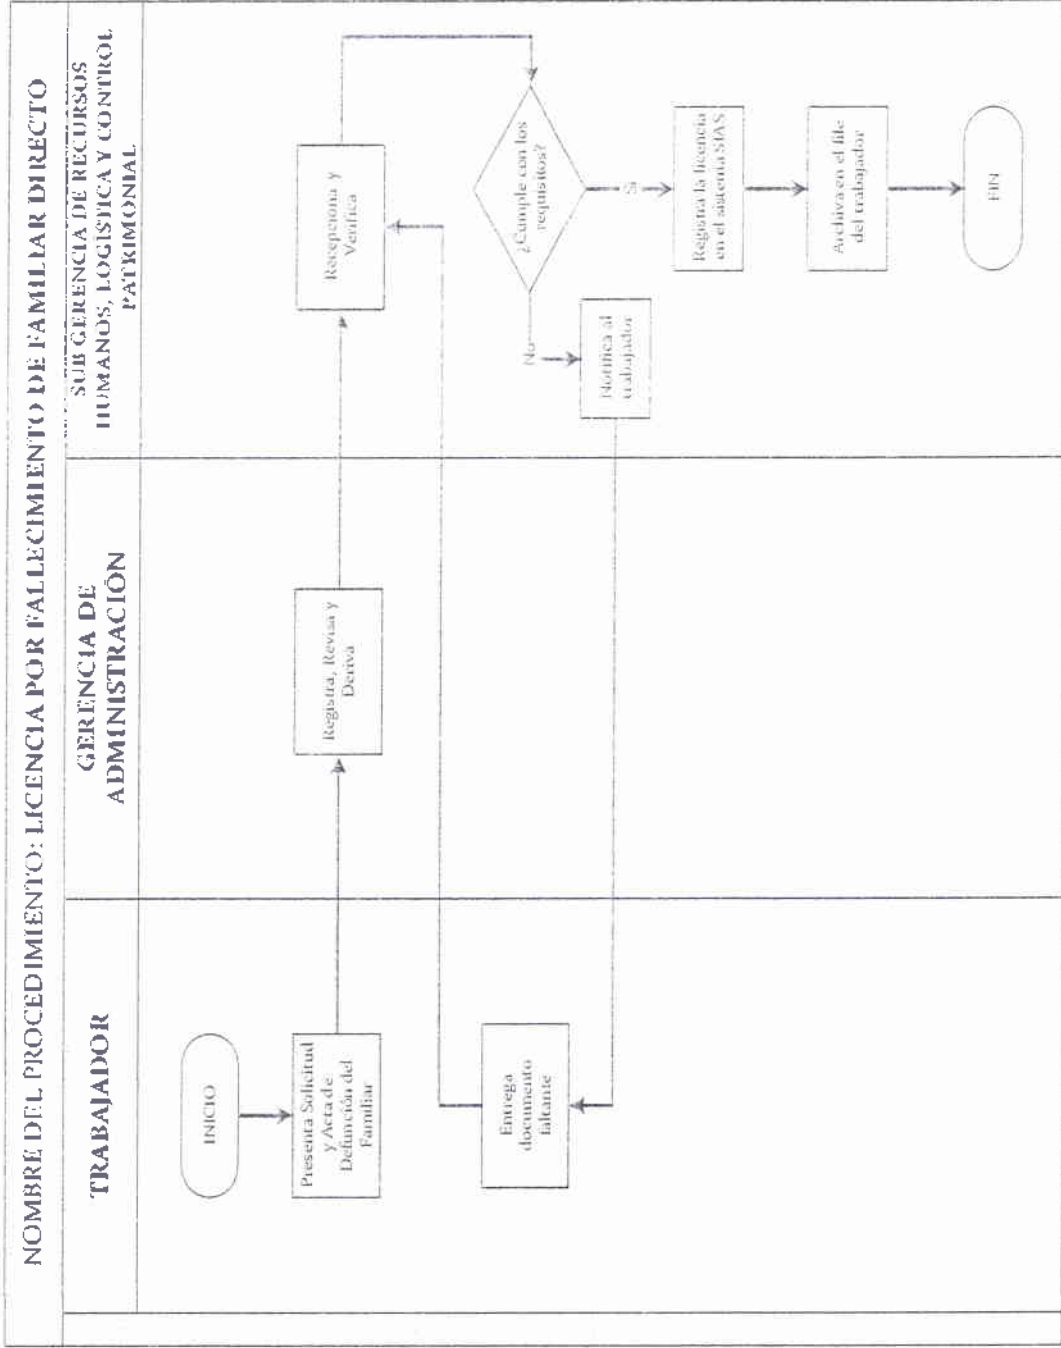 NOMBRE DEL PROCEDIMIENTO: LICENCIA POR FALLECIMIENTO DE FAMILIAR DIRECTO
TRABAJADOR
GERENCIA DE
ADMINISTRACIÓN
SUB GERENCIA DE RECURSOS
HUMANOS, LOGISTICA Y CONTROL
PATRIMONIAL
INICIO
Presenta Solicitud
y Acta de
Defunción del
Familiar
Registra, Revisa y
Deriva
Recepciona y
Verifica
Entrega
documento
faltante
¿Cumple con los
requisitos?
No
Notifica al
trabajador
Si
Registra la licencia
en el sistema SIAS
Archiva en el file
del trabajador
FIN